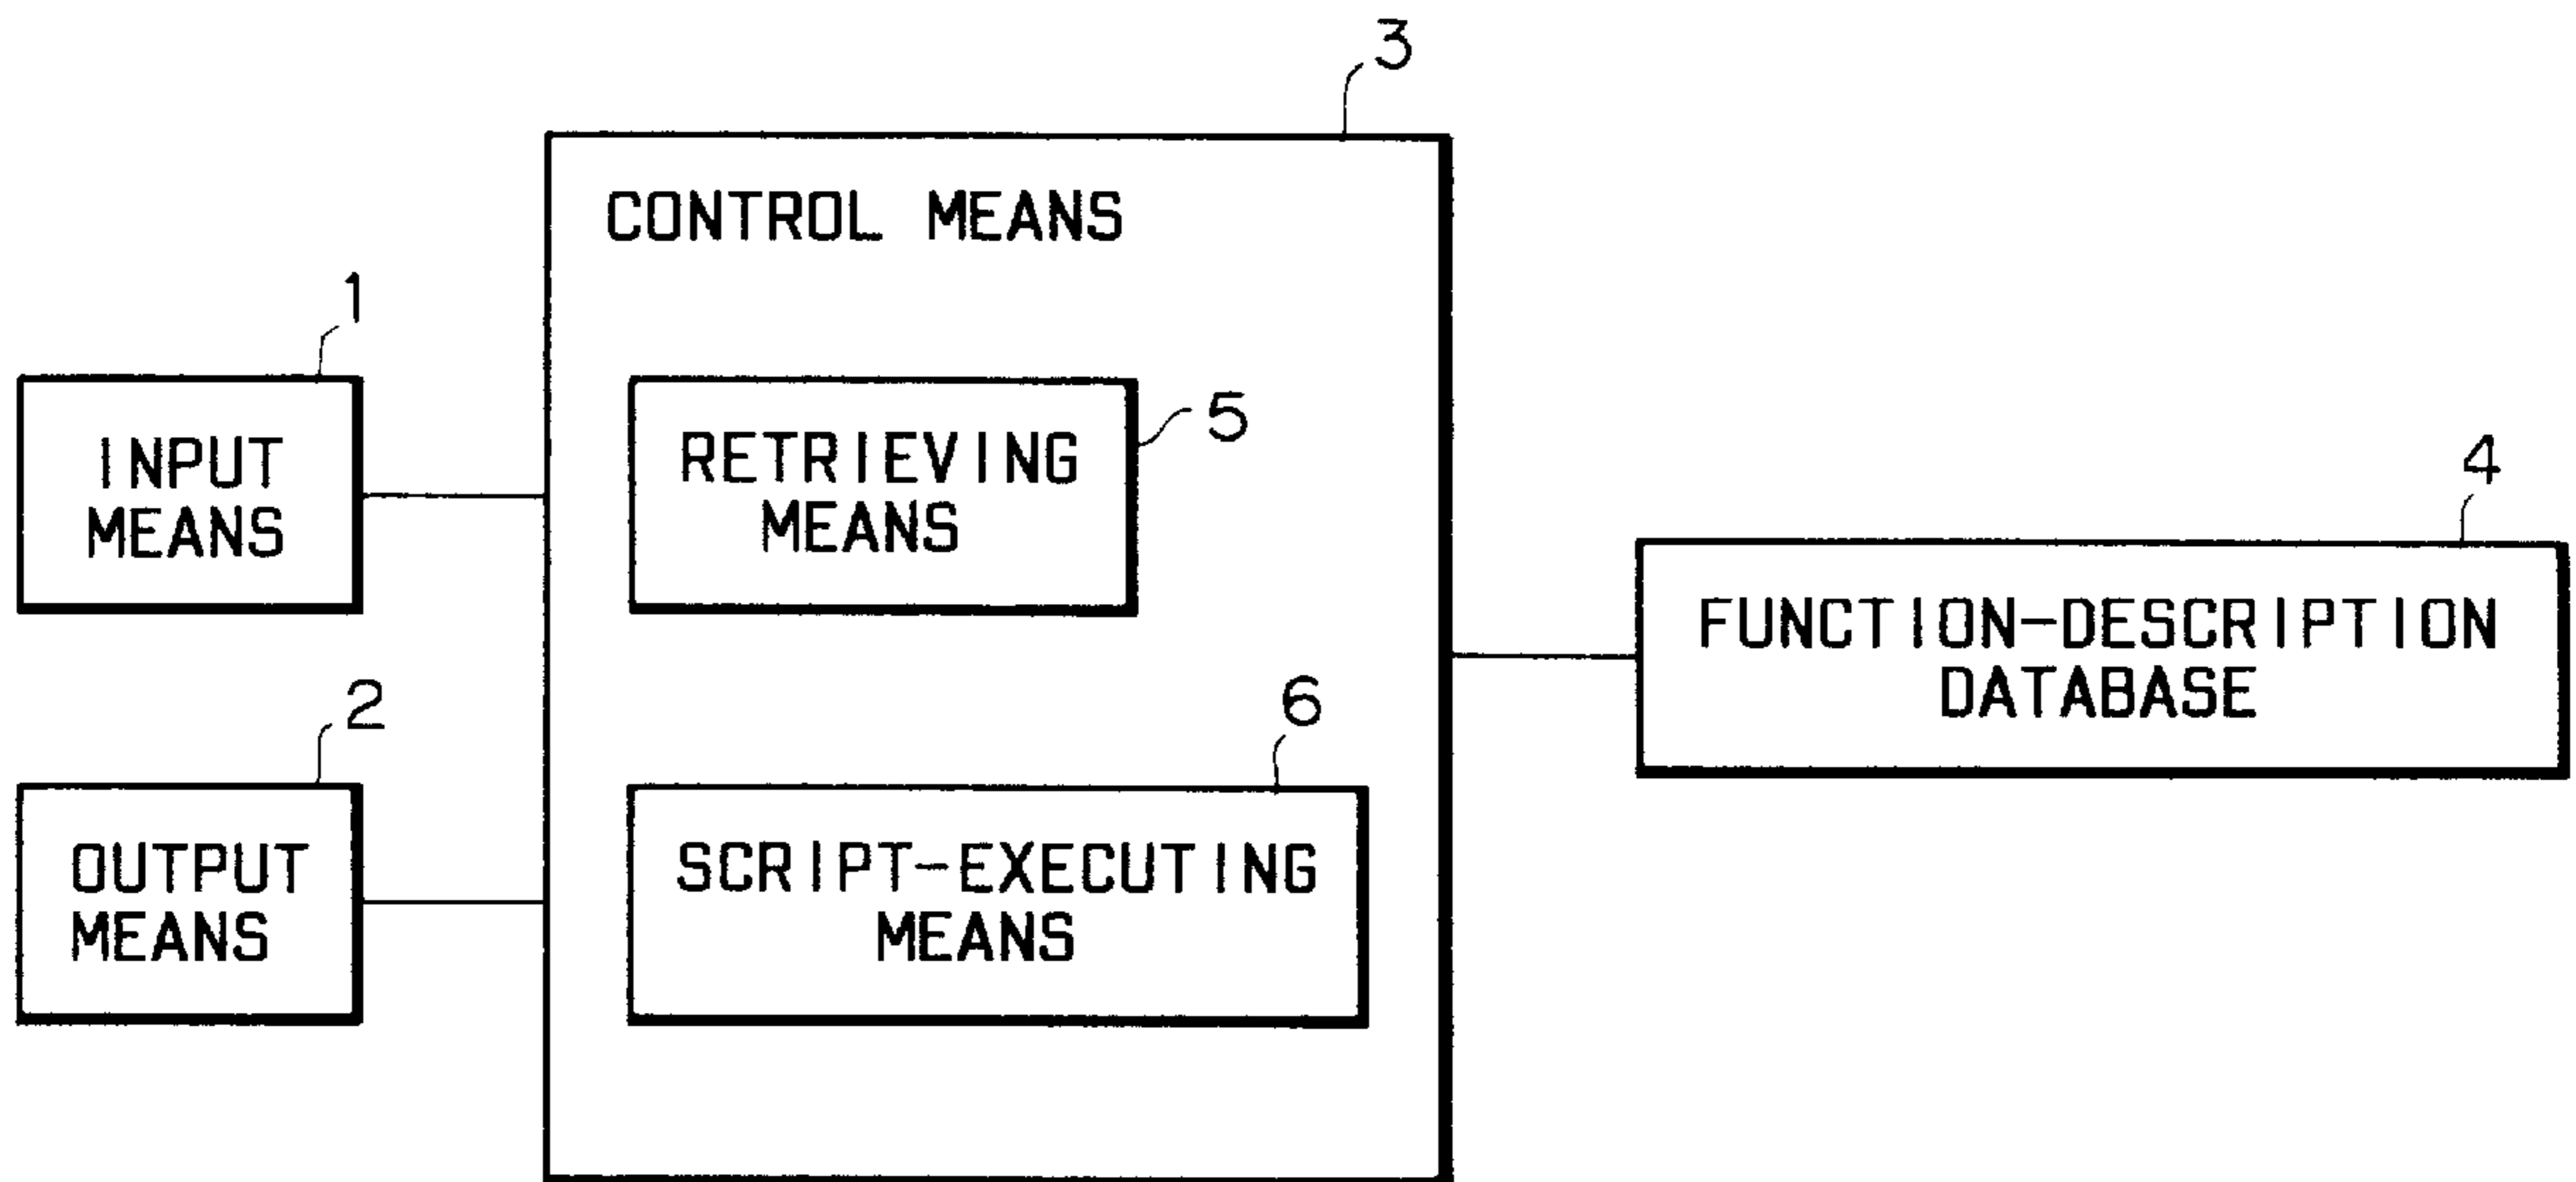 3
CONTROL MEANS
1
INPUT
MEANS
5
RETRIEVING
MEANS
4
FUNCTION-DESCRIPTION
DATABASE
2
OUTPUT
MEANS
6
SCRIPT-EXECUTING
MEANS